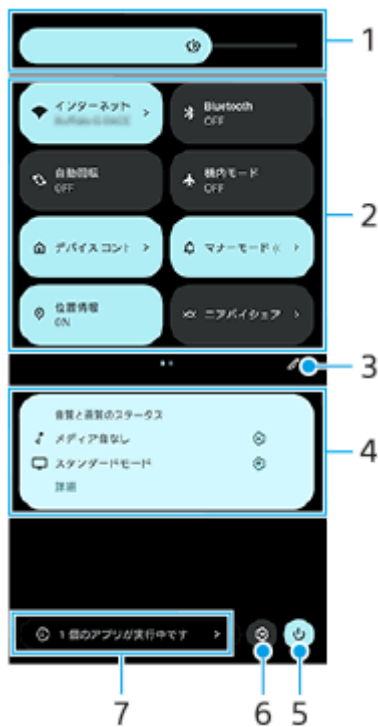 1
インターネット
Bluetooth
OFF
自動回転
OFF
機内モード
OFF
2
デバイスコント
マナーモード (
位置情報
ON
ニアバイシェア
3
音質と画質のステータス
メディア音なし
スタンダードモード
詳細
4
1 個のアプリが実行中です
7
6
5